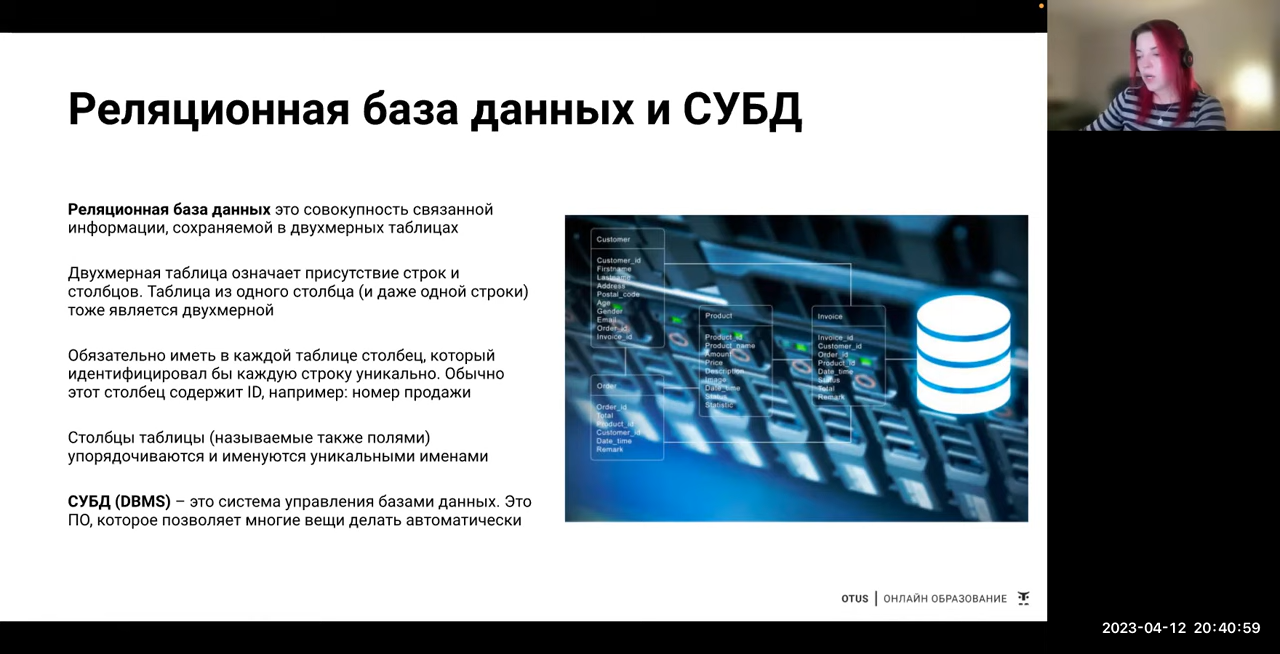 Реляционная база данных и СУБД
Реляционная база данных это совокупность связанной
информации, сохраняемой в двухмерных таблицах
Двухмерная таблица означает присутствие строк и
столбцов. Таблица из одного столбца (и даже одной строки)
тоже является двухмерной
Обязательно иметь в каждой таблице столбец, который
идентифицировал бы каждую строку уникально. Обычно
этот столбец содержит ID, например: номер продажи
Столбцы таблицы (называемые также полями)
упорядочиваются и именуются уникальными именами
СУБД (DBMS) – это система управления базами данных. Это
ПО, которое позволяет многие вещи делать автоматически
Customer
Customer_id
Firstname
Lastname
Address
Postal_code
Age
Gender
Email
Order_id
Invoice_id
Order
Order_id
Total
Product_id
Customer_id
Date_time
Remark
Product
Product_id
Product_name
Amount
Price
Description
Image
Date_time
Status
Statistic
Invoice
Invoice_id
Customer_id
Order_id
Product_id
Date_time
Status
Total
Remark
OTUS | ОНЛАЙН ОБРАЗОВАНИЕ
2023-04-12 20:40:59